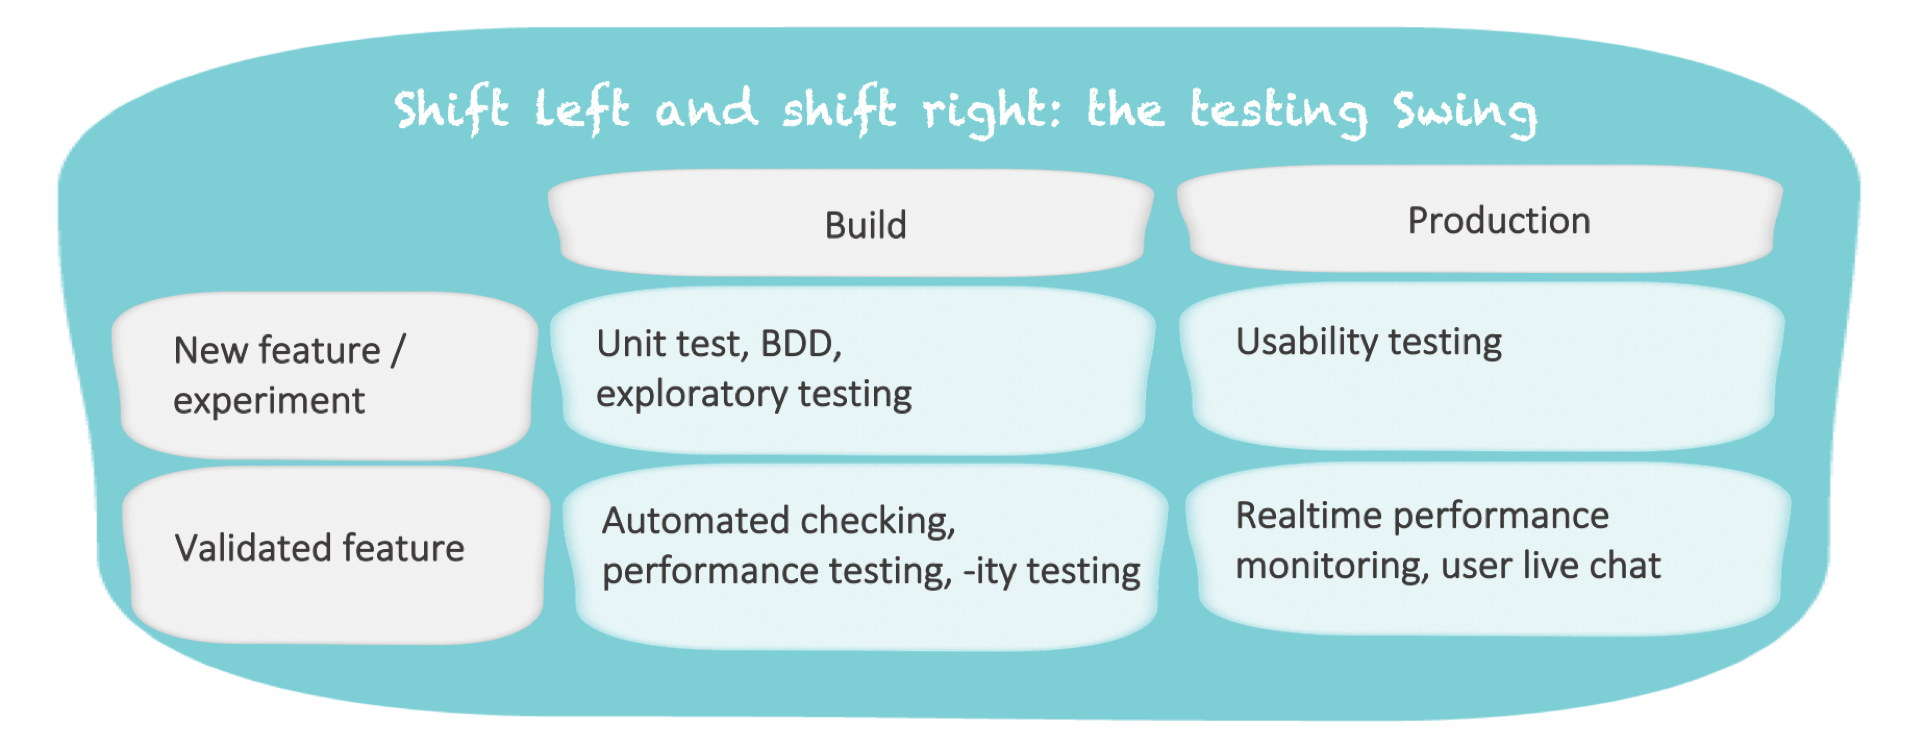 Shift left and shift right: the testing Swing
Build
Production
New feature /
experiment
Unit test, BDD,
exploratory testing
Usability testing
Validated feature
Automated checking,
performance testing, -ity testing
Realtime performance
monitoring, user live chat